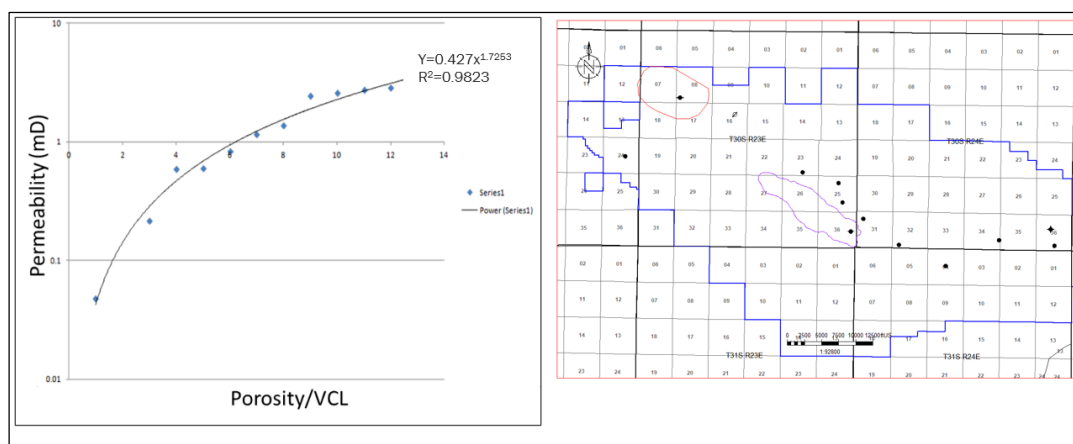 10
1
0.1
0.01
Permeability (mD)
0 2 4 6 8 10 12 14
Porosity/VCL
Y=0.427x^1.7253
R²=0.9823
Series1
Power (Series1)
N
01 06 05 04 03 02 01 06 05 04 03 02 01
11 12 07 08 09 10 11 12 07 08 09 10 11 12
14 13 18 17 16 15 14 13 18 17 16 15 14 13
T30S R23E T30S R24E
23 24 19 20 21 22 23 24 19 20 21 22 23 24
25 30 29 28 27 26 25 30 29 28 27 26 25
35 36 31 32 33 34 35 36 31 32 33 34 35 36
02 01 06 05 04 03 02 01 06 05 04 03 02 01
11 12 07 08 09 10 11 12 07 08 09 10 11 12
0 2500 5000 7500 10000 12500ftUS
14 13 18 17 16 15 14 13 18 17 16 15 14 13
1:92800
T31S R23E T31S R24E
23 24 19 20 21 22 23 24 19 20 21 22 23 24